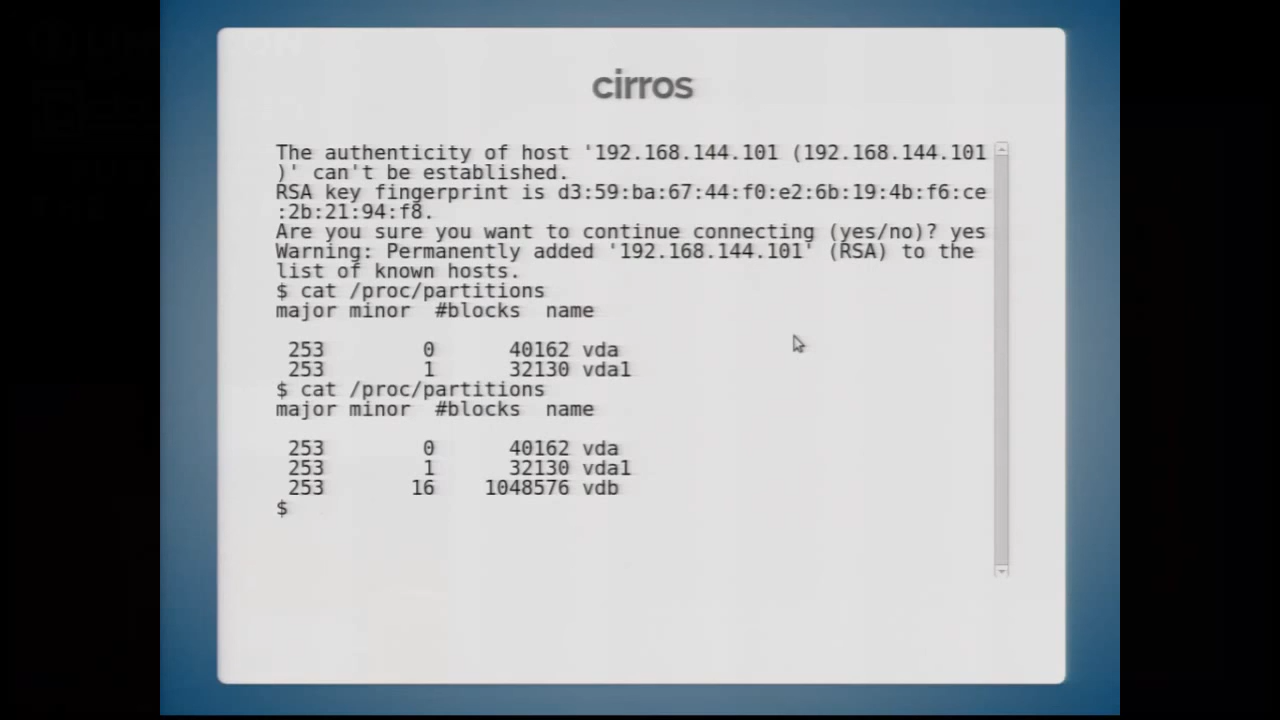 cirros
The authenticity of host '192.168.144.101 (192.168.144.101
)' can't be established.
RSA key fingerprint is d3:59:ba:67:44:f0:e2:6b:19:4b:f6:ce
:2b:21:94:f8.
Are you sure you want to continue connecting (yes/no)? yes
Warning: Permanently added '192.168.144.101' (RSA) to the
list of known hosts.
$ cat /proc/partitions
major minor  #blocks  name
 253        0      40162 vda
 253        1      32130 vda1
$ cat /proc/partitions
major minor  #blocks  name
 253        0      40162 vda
 253        1      32130 vda1
 253       16    1048576 vdb
$